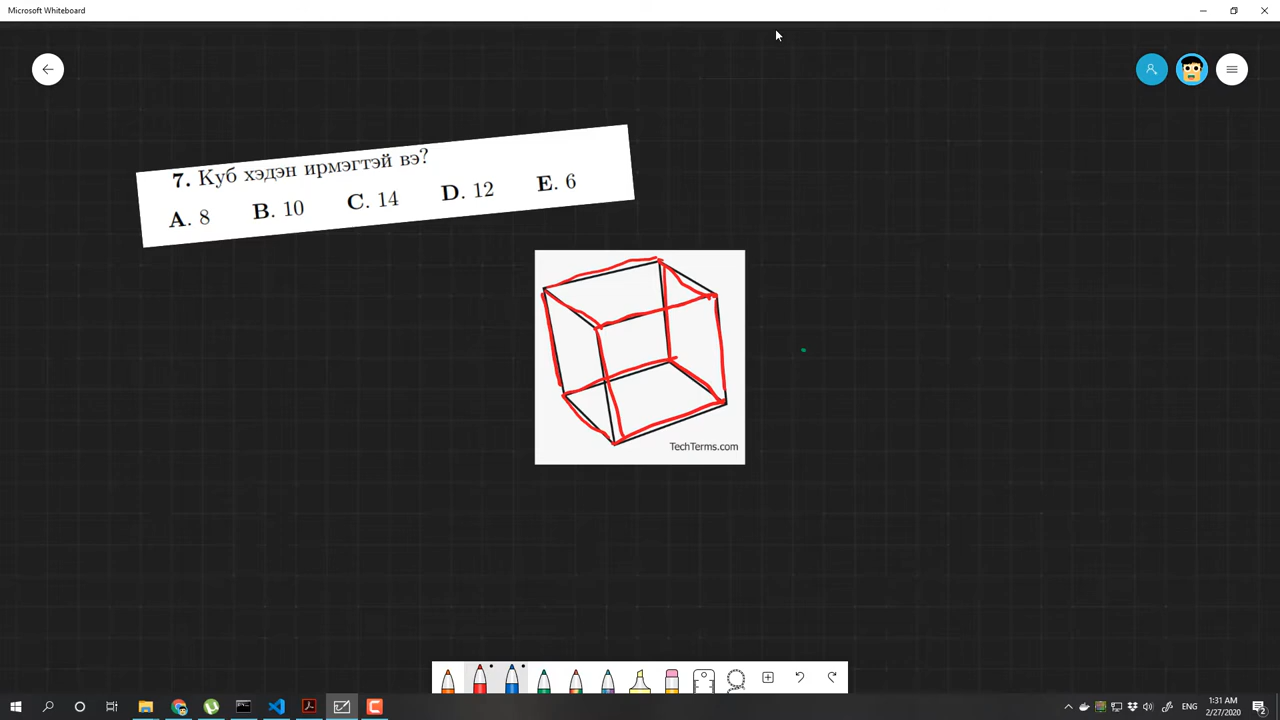 Microsoft Whiteboard
7. Куб хэдэн ирмэгтэй вэ?
A. 8 B. 10 C. 14 D. 12 E. 6
TechTerms.com
ENG
1:31 AM
2/27/2020
2